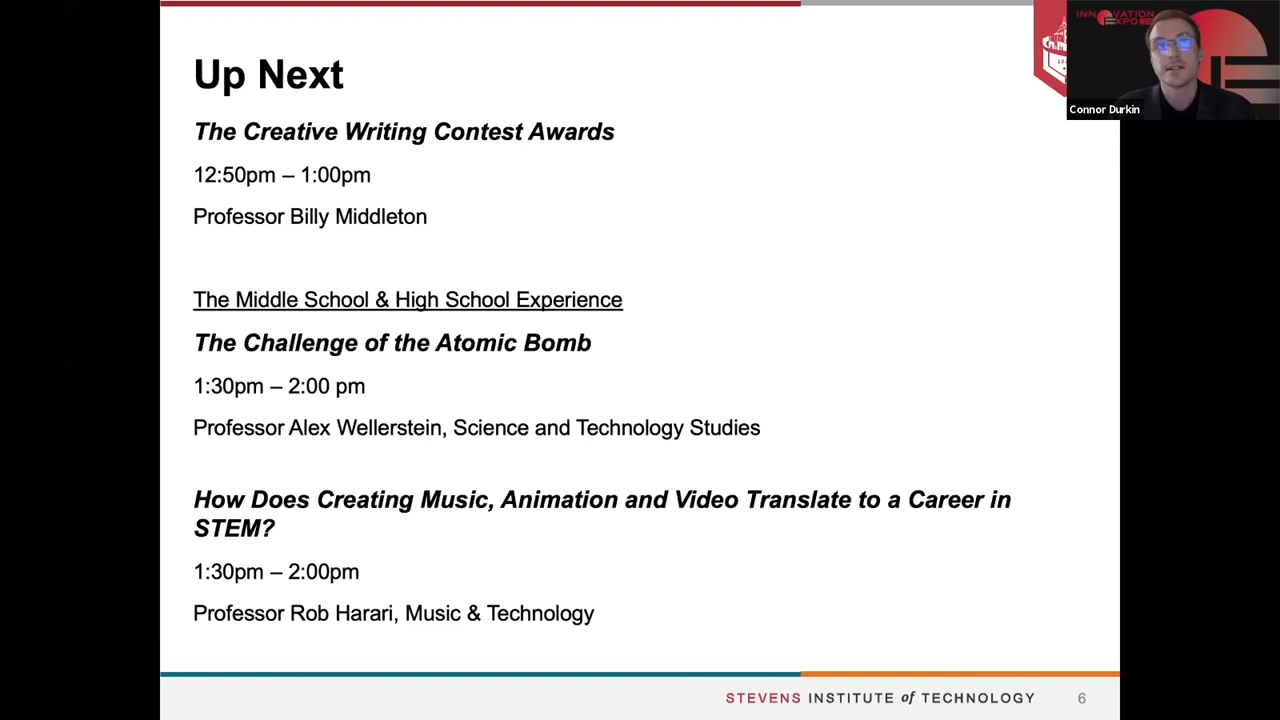 Up Next
The Creative Writing Contest Awards
12:50pm – 1:00pm
Professor Billy Middleton
The Middle School & High School Experience
The Challenge of the Atomic Bomb
1:30pm – 2:00 pm
Professor Alex Wellerstein, Science and Technology Studies
How Does Creating Music, Animation and Video Translate to a Career in
STEM?
1:30pm – 2:00pm
Professor Rob Harari, Music & Technology
STEVENS INSTITUTE of TECHNOLOGY
6
INNOVATION
EXPO
Connor Durkin